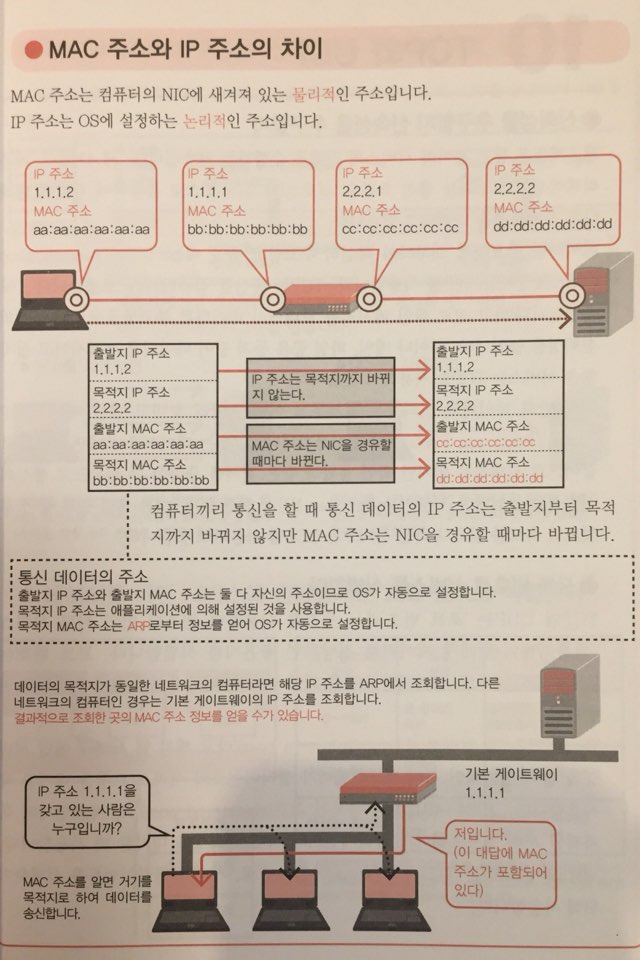 MAC 주소와 IP 주소의 차이
MAC 주소는 컴퓨터의 NIC에 새겨져 있는 물리적인 주소입니다.
IP 주소는 OS에 설정하는 논리적인 주소입니다.
IP 주소
1.1.1.2
MAC 주소
aa:aa:aa:aa:aa:aa
IP 주소
1.1.1.1
MAC 주소
bb:bb:bb:bb:bb:bb
IP 주소
2.2.2.1
MAC 주소
cc:cc:cc:cc:cc:cc
IP 주소
2.2.2.2
MAC 주소
dd:dd:dd:dd:dd:dd
출발지 IP 주소
1.1.1.2
목적지 IP 주소
2.2.2.2
출발지 MAC 주소
aa:aa:aa:aa:aa:aa
목적지 MAC 주소
bb:bb:bb:bb:bb:bb
IP 주소는 목적지까지 바뀌
지 않는다.
MAC 주소는 NIC을 경유할
때마다 바뀐다.
출발지 IP 주소
1.1.1.2
목적지 IP 주소
2.2.2.2
출발지 MAC 주소
cc:cc:cc:cc:cc:cc
목적지 MAC 주소
dd:dd:dd:dd:dd:dd
컴퓨터끼리 통신을 할 때 통신 데이터의 IP 주소는 출발지부터 목적
지까지 바뀌지 않지만 MAC 주소는 NIC을 경유할 때마다 바뀝니다.
통신 데이터의 주소
출발지 IP 주소와 출발지 MAC 주소는 둘 다 자신의 주소이므로 OS가 자동으로 설정합니다.
목적지 IP 주소는 애플리케이션에 의해 설정된 것을 사용합니다.
목적지 MAC 주소는 ARP로부터 정보를 얻어 OS가 자동으로 설정합니다.
데이터의 목적지가 동일한 네트워크의 컴퓨터라면 해당 IP 주소를 ARP에서 조회합니다. 다른
네트워크의 컴퓨터인 경우는 기본 게이트웨이의 IP 주소를 조회합니다.
결과적으로 조회한 곳의 MAC 주소 정보를 얻을 수가 있습니다.
기본 게이트웨이
1.1.1.1
IP 주소 1.1.1.1을
갖고 있는 사람은
누구입니까?
저입니다.
(이 대답에 MAC
주소가 포함되어
있다)
MAC 주소를 알면 거기를
목적지로 하여 데이터를
송신합니다.